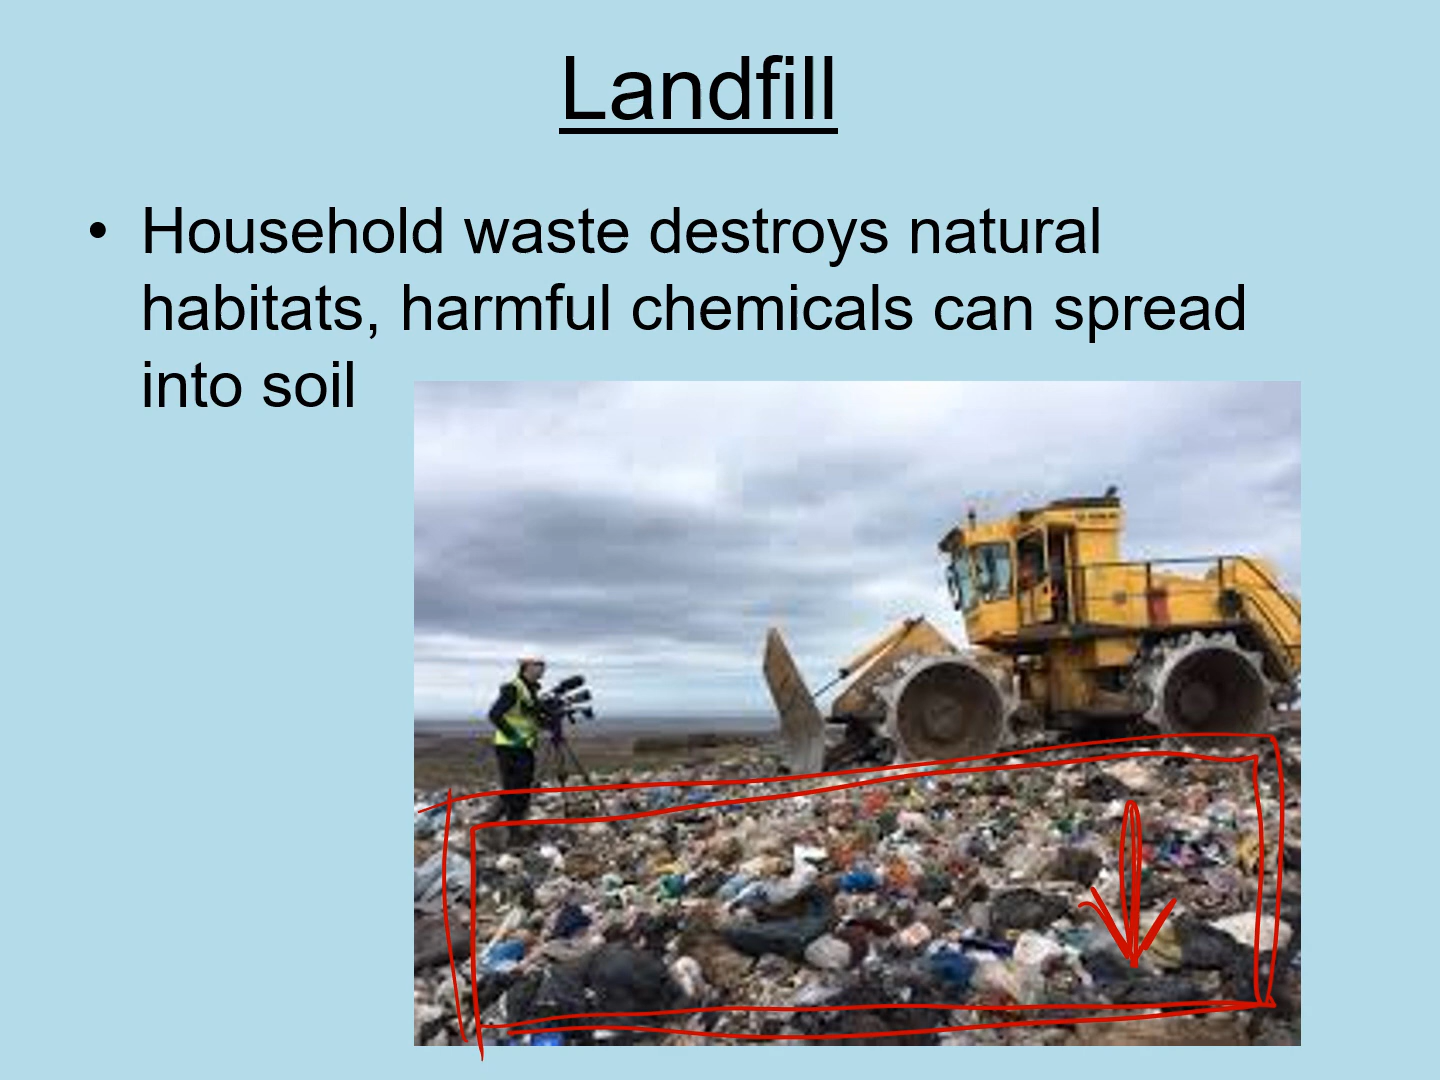 Landfill
• Household waste destroys natural
habitats, harmful chemicals can spread
into soil